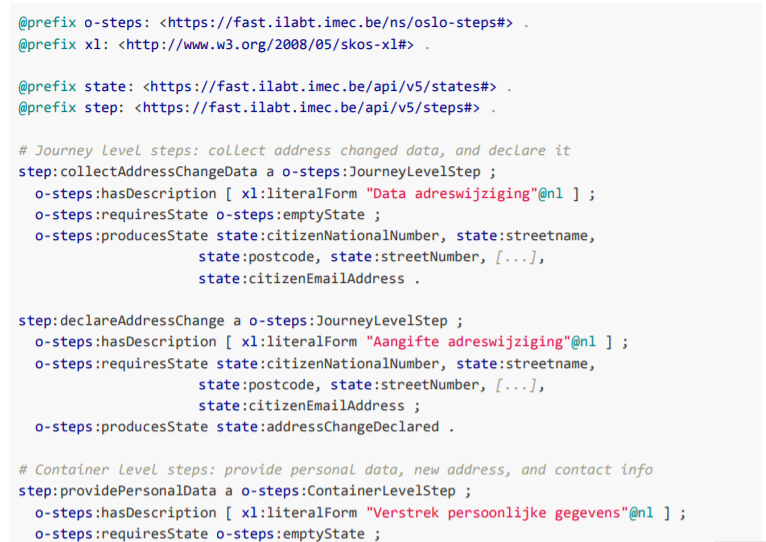 @prefix o-steps: <https://fast.ilabt.imec.be/ns/oslo-steps#> .
@prefix xl: <http://www.w3.org/2008/05/skos-xl#> .
@prefix state: <https://fast.ilabt.imec.be/api/v5/states#> .
@prefix step: <https://fast.ilabt.imec.be/api/v5/steps#> .
# Journey level steps: collect address changed data, and declare it
step:collectAddressChangeData a o-steps:JourneyLevelStep ;
o-steps:hasDescription [ xl:literalForm "Data adreswijziging"@nl ] ;
o-steps:requiresState o-steps:emptyState ;
o-steps:producesState state:citizenNationalNumber, state:streetname,
state:postcode, state:streetNumber, [...],
state:citizenEmailAddress .
step:declareAddressChange a o-steps:JourneyLevelStep ;
o-steps:hasDescription [ xl:literalForm "Aangifte adreswijziging"@nl ] ;
o-steps:requiresState state:citizenNationalNumber, state:streetname,
state:postcode, state:streetNumber, [...],
state:citizenEmailAddress ;
o-steps:producesState state:addressChangeDeclared .
# Container level steps: provide personal data, new address, and contact info
step:providePersonalData a o-steps:ContainerLevelStep ;
o-steps:hasDescription [ xl:literalForm "Verstrek persoonlijke gegevens"@nl ] ;
o-steps:requiresState o-steps:emptyState ;